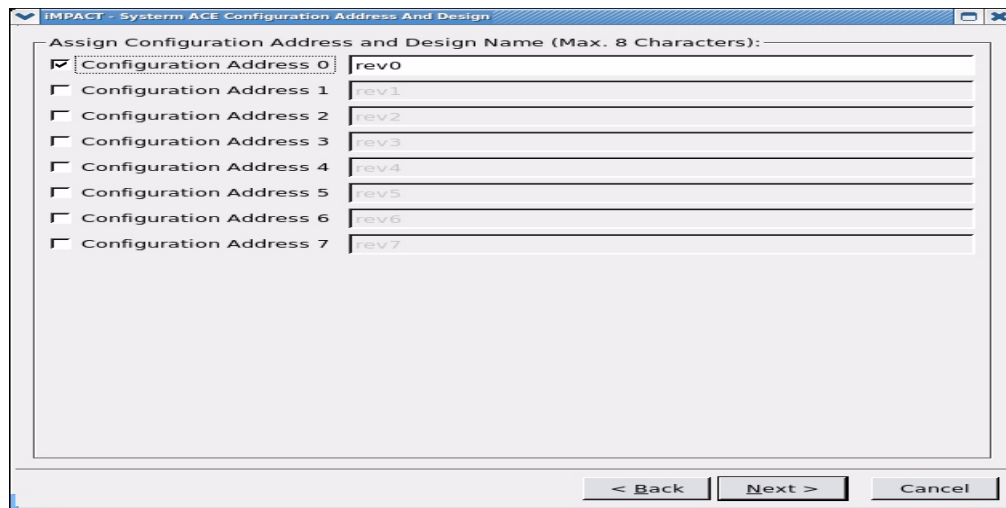 iMPACT - Systerm ACE Configuration Address And Design
Assign Configuration Address and Design Name (Max. 8 Characters):
Configuration Address 0 rev0
Configuration Address 1 rev1
Configuration Address 2 rev2
Configuration Address 3 rev3
Configuration Address 4 rev4
Configuration Address 5 rev5
Configuration Address 6 rev6
Configuration Address 7 rev7
< Back Next > Cancel